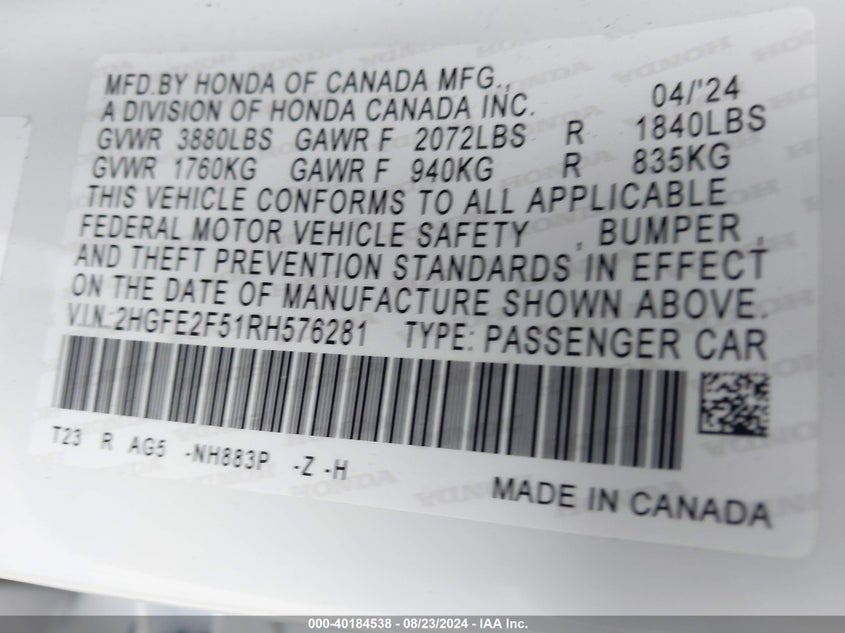 MFD.BY HONDA OF CANADA MFG.,
A DIVISION OF HONDA CANADA INC. 04/'24
GVWR 3880LBS GAWR F 2072LBS R 1840LBS
GVWR 1760KG GAWR F 940KG R 835KG
THIS VEHICLE CONFORMS TO ALL APPLICABLE
FEDERAL MOTOR VEHICLE SAFETY , BUMPER ,
AND THEFT PREVENTION STANDARDS IN EFFECT
ON THE DATE OF MANUFACTURE SHOWN ABOVE.
V.I.N.:2HGFE2F51RH576281 TYPE: PASSENGER CAR
T23 R AG5 -NH883P -Z -H
MADE IN CANADA
000-40184538 - 08/23/2024 - IAA Inc.